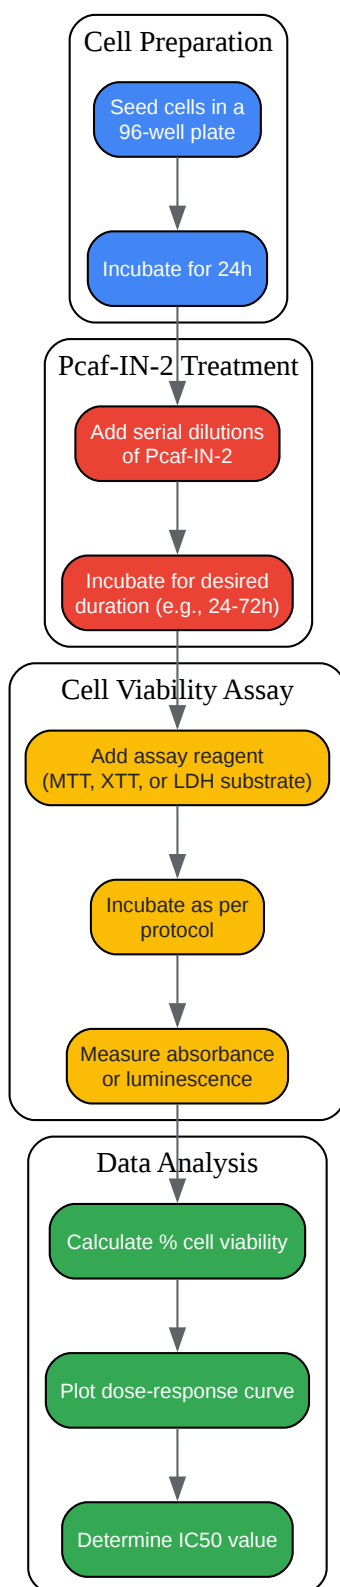 Cell Preparation
Seed cells in a
96-well plate
Incubate for 24h
Pcaf-IN-2 Treatment
Add serial dilutions
of Pcaf-IN-2
Incubate for desired
duration (e.g., 24-72h)
Cell Viability Assay
Add assay reagent
(MTT, XTT, or LDH substrate)
Incubate as per
protocol
Measure absorbance
or luminescence
Data Analysis
Calculate % cell viability
Plot dose-response curve
Determine IC50 value